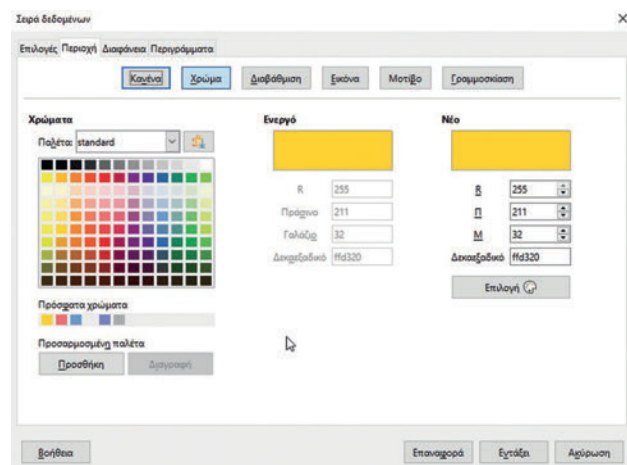 Σειρά δεδομένων
Επιλογές Περιοχή Διαφάνεια Περιγράμματα
Κανένα Χρώμα Διαβάθμιση Εικόνα Μοτίβο Γραμμοσκίαση
Χρώματα Ενεργό Νέο
Παλέτα: standard
R 255 R 255
Πράσινο 211 Π 211
Γαλάζιο 32 Μ 32
Δεκαεξαδικό ffd320 Δεκαεξαδικό ffd320
Επιλογή
Πρόσφατα χρώματα
Προσαρμοσμένη παλέτα
Προσθήκη Διαγραφή
Βοήθεια Επαναφορά Εντάξει Ακύρωση